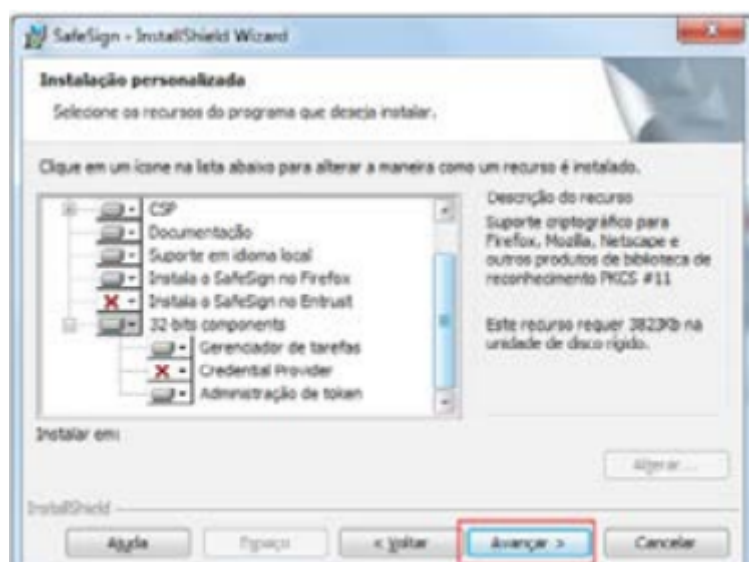 SafeSign - InstallShield Wizard
Instalação personalizada
Selecione os recursos do programa que deseja instalar.
Clique em um ícone na lista abaixo para alterar a maneira como um recurso é instalado.
CSP
Documentação
Suporte em idioma local
Instala o SafeSign no Firefox
Instala o SafeSign no Entrust
32-bits components
Gerenciador de tarefas
Credential Provider
Administração de token
Descrição do recurso
Suporte criptográfico para
Firefox, Mozilla, Netscape e
outros produtos de biblioteca de
reconhecimento PKCS #11
Este recurso requer 3823Kb na
unidade de disco rígido.
Instalar em:
Alterar...
InstallShield
Ajuda
Espaço
< Voltar
Avançar >
Cancelar